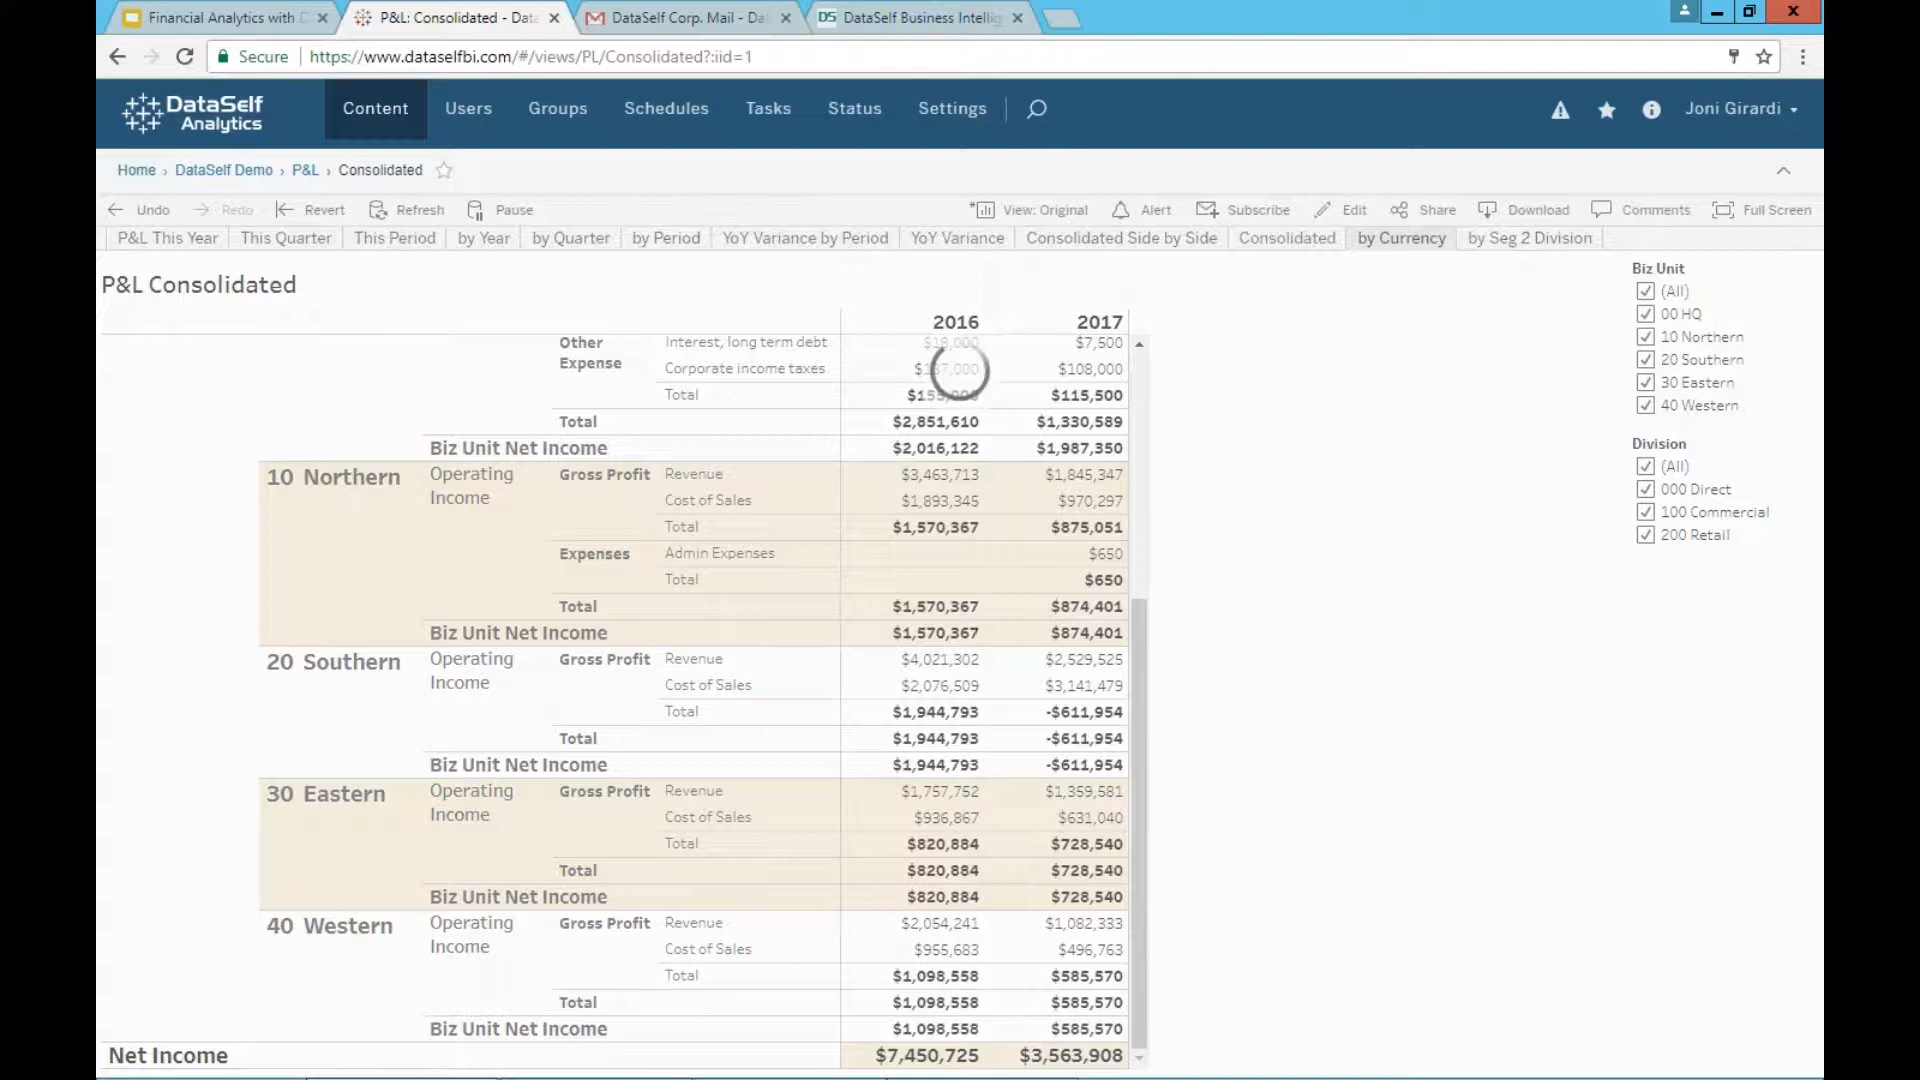 Financial Analytics with
P&L: Consolidated - Data
DataSelf Corp. Mail - Da
DS DataSelf Business Intellig
Secure https://www.dataselfbi.com/#/views/PL/Consolidated?:iid=1
DataSelf
Analytics
Content Users Groups Schedules Tasks Status Settings Joni Girardi
Home › DataSelf Demo › P&L › Consolidated
Undo Redo Revert Refresh Pause View: Original Alert Subscribe Edit Share Download Comments Full Screen
P&L This Year This Quarter This Period by Year by Quarter by Period YoY Variance by Period YoY Variance Consolidated Side by Side Consolidated by Currency by Seg 2 Division
P&L Consolidated
2016 2017
Other Expense Interest, long term debt $18,000 $7,500
Corporate income taxes $137,000 $108,000
Total $155,000 $115,500
Total $2,851,610 $1,330,589
Biz Unit Net Income $2,016,122 $1,987,350
10 Northern Operating Income Gross Profit Revenue $3,463,713 $1,845,347
Cost of Sales $1,893,345 $970,297
Total $1,570,367 $875,051
Expenses Admin Expenses $650
Total $650
Total $1,570,367 $874,401
Biz Unit Net Income $1,570,367 $874,401
20 Southern Operating Income Gross Profit Revenue $4,021,302 $2,529,525
Cost of Sales $2,076,509 $3,141,479
Total $1,944,793 -$611,954
Total $1,944,793 -$611,954
Biz Unit Net Income $1,944,793 -$611,954
30 Eastern Operating Income Gross Profit Revenue $1,757,752 $1,359,581
Cost of Sales $936,867 $631,040
Total $820,884 $728,540
Total $820,884 $728,540
Biz Unit Net Income $820,884 $728,540
40 Western Operating Income Gross Profit Revenue $2,054,241 $1,082,333
Cost of Sales $955,683 $496,763
Total $1,098,558 $585,570
Total $1,098,558 $585,570
Biz Unit Net Income $1,098,558 $585,570
Net Income $7,450,725 $3,563,908
Biz Unit
(All)
00 HQ
10 Northern
20 Southern
30 Eastern
40 Western
Division
(All)
000 Direct
100 Commercial
200 Retail